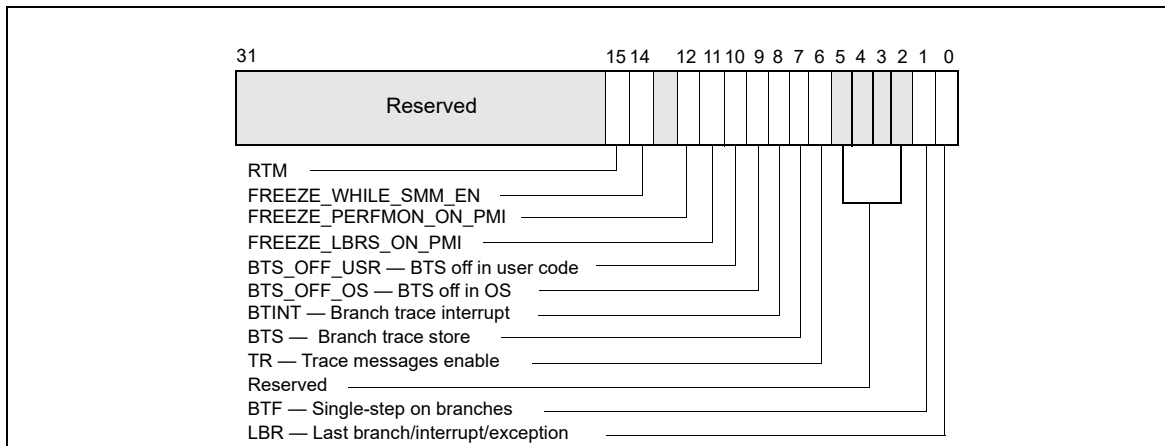 31 15 14 12 11 10 9 8 7 6 5 4 3 2 1 0
Reserved
RTM
FREEZE_WHILE_SMM_EN
FREEZE_PERFMON_ON_PMI
FREEZE_LBRS_ON_PMI
BTS_OFF_USR — BTS off in user code
BTS_OFF_OS — BTS off in OS
BTINT — Branch trace interrupt
BTS — Branch trace store
TR — Trace messages enable
Reserved
BTF — Single-step on branches
LBR — Last branch/interrupt/exception